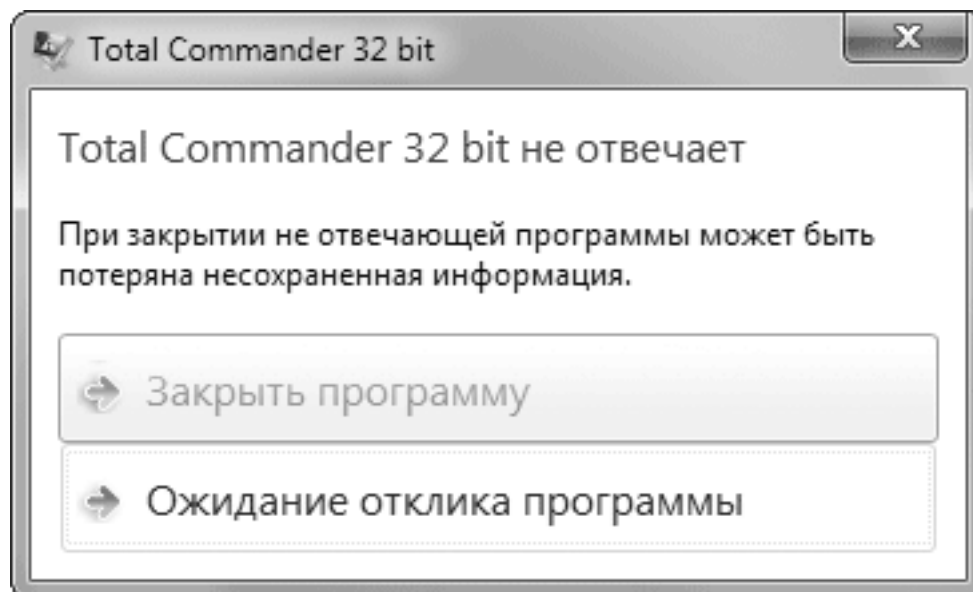 Total Commander 32 bit
Total Commander 32 bit не отвечает
При закрытии не отвечающей программы может быть
потеряна несохраненная информация.
Закрыть программу
Ожидание отклика программы